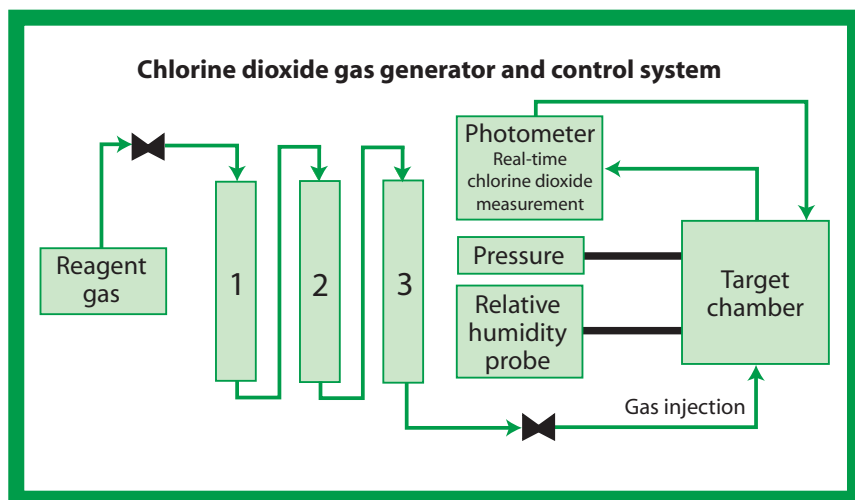 Chlorine dioxide gas generator and control system
Reagent
gas
1
2
3
Photometer
Real-time
chlorine dioxide
measurement
Pressure
Relative
humidity
probe
Target
chamber
Gas injection